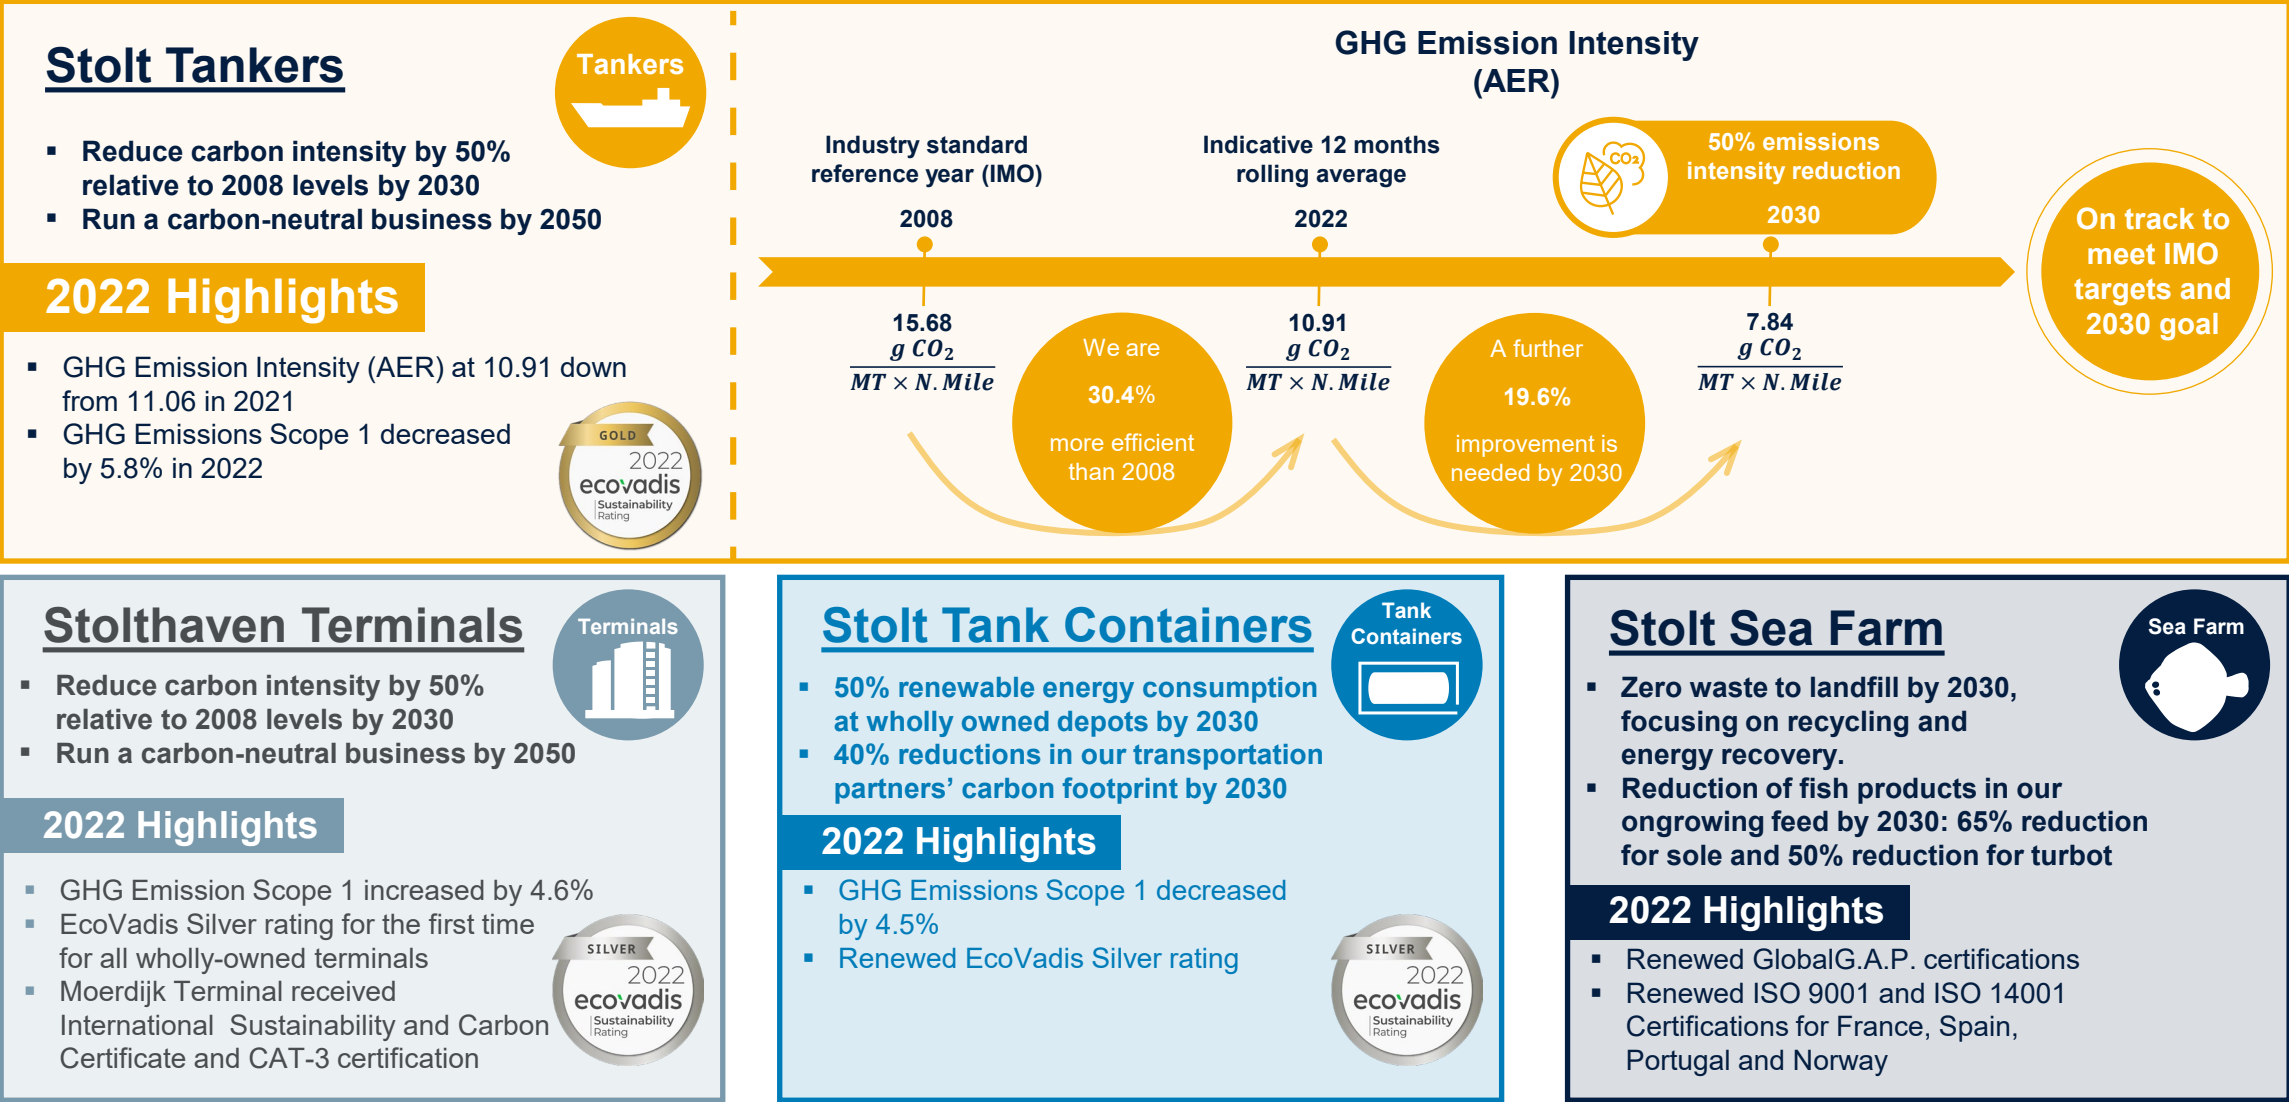 Stolt Tankers
Tankers
▪ Reduce carbon intensity by 50%
relative to 2008 levels by 2030
▪ Run a carbon-neutral business by 2050
2022 Highlights
▪ GHG Emission Intensity (AER) at 10.91 down
from 11.06 in 2021
▪ GHG Emissions Scope 1 decreased
by 5.8% in 2022
GOLD
2022
ecovadis
Sustainability
Rating
GHG Emission Intensity
(AER)
Industry standard
reference year (IMO)
2008
Indicative 12 months
rolling average
2022
CO₂
50% emissions
intensity reduction
2030
15.68
g CO₂
MT × N.Mile
We are
30.4%
more efficient
than 2008
10.91
g CO₂
MT × N.Mile
A further
19.6%
improvement is
needed by 2030
7.84
g CO₂
MT × N.Mile
On track to
meet IMO
targets and
2030 goal
Stolthaven Terminals
Terminals
▪ Reduce carbon intensity by 50%
relative to 2008 levels by 2030
▪ Run a carbon-neutral business by 2050
2022 Highlights
▪ GHG Emission Scope 1 increased by 4.6%
▪ EcoVadis Silver rating for the first time
for all wholly-owned terminals
▪ Moerdijk Terminal received
International Sustainability and Carbon
Certificate and CAT-3 certification
SILVER
2022
ecovadis
Sustainability
Rating
Stolt Tank Containers
Tank
Containers
▪ 50% renewable energy consumption
at wholly owned depots by 2030
▪ 40% reductions in our transportation
partners’ carbon footprint by 2030
2022 Highlights
▪ GHG Emissions Scope 1 decreased
by 4.5%
▪ Renewed EcoVadis Silver rating
SILVER
2022
ecovadis
Sustainability
Rating
Stolt Sea Farm
Sea Farm
▪ Zero waste to landfill by 2030,
focusing on recycling and
energy recovery.
▪ Reduction of fish products in our
ongrowing feed by 2030: 65% reduction
for sole and 50% reduction for turbot
2022 Highlights
▪ Renewed GlobalG.A.P. certifications
▪ Renewed ISO 9001 and ISO 14001
Certifications for France, Spain,
Portugal and Norway